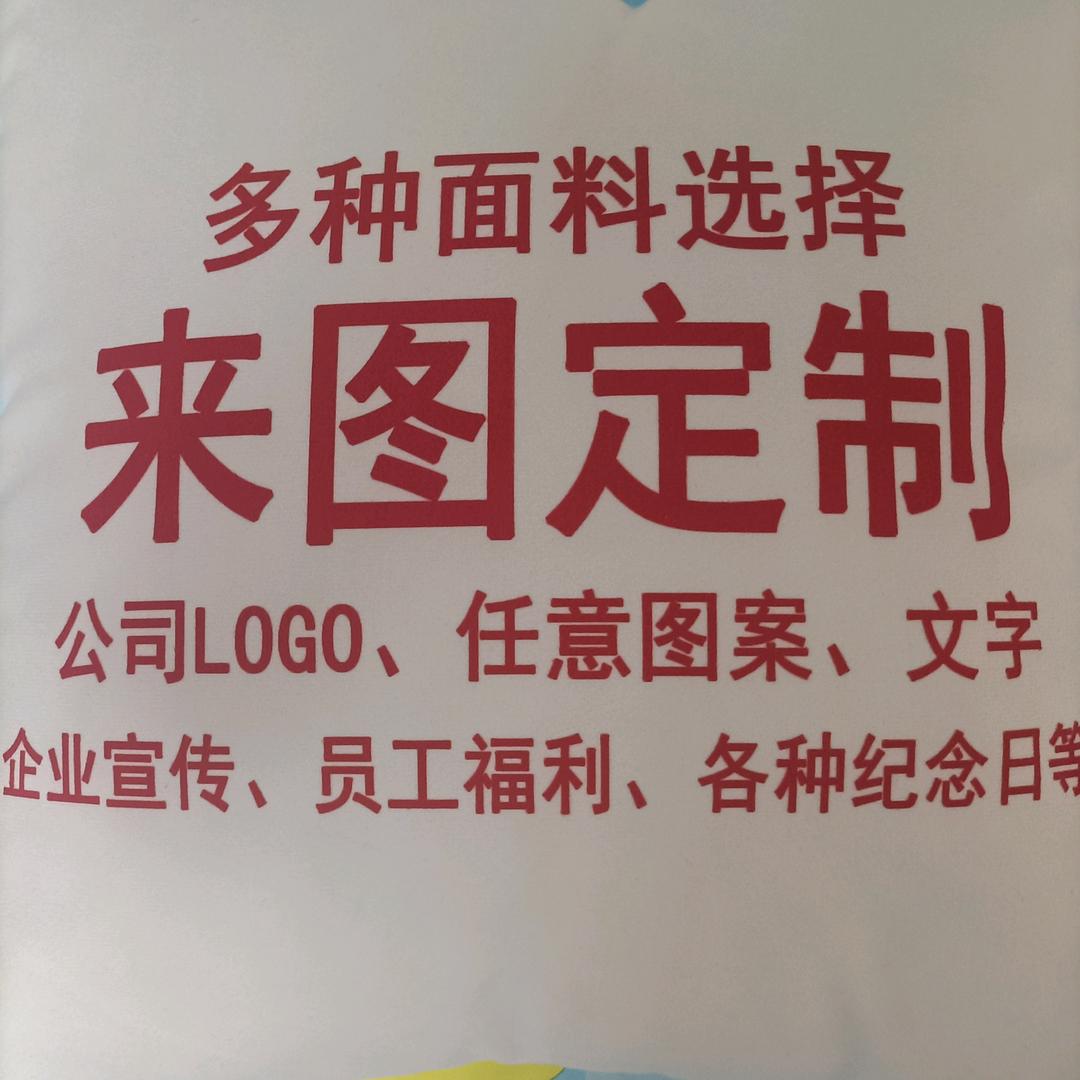 多种面料选择
来图定制
公司LOGO、任意图案、文字
企业宣传、员工福利、各种纪念日等